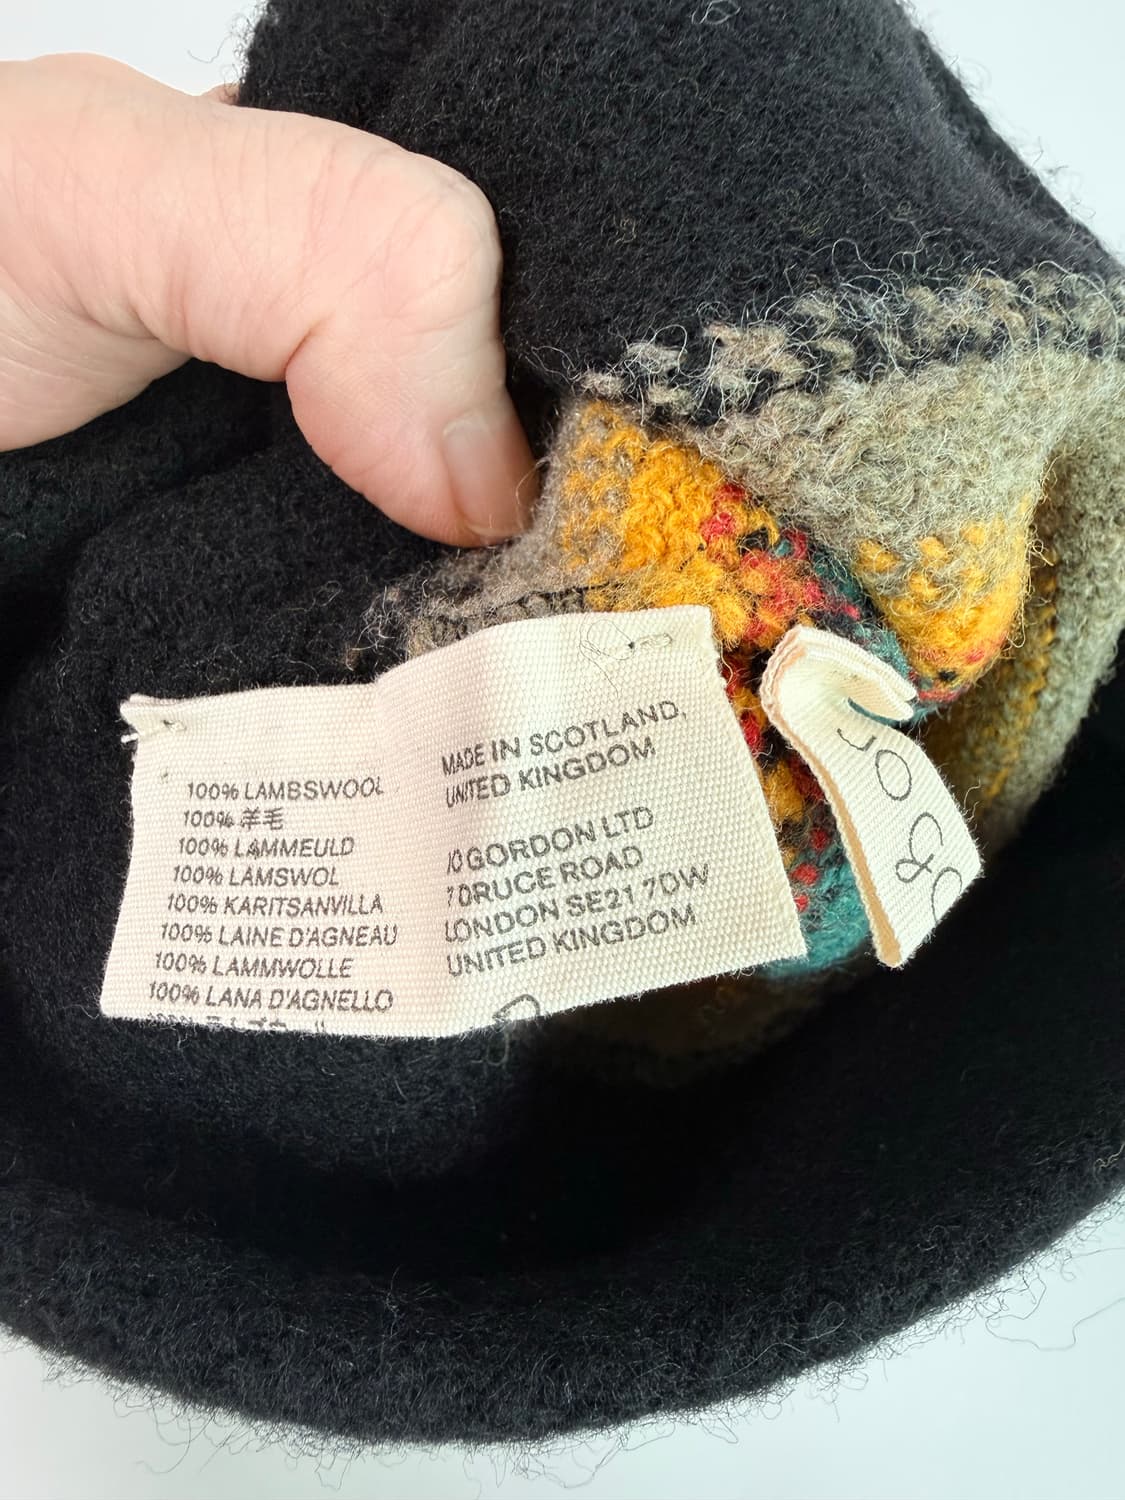 100% LAMBSWOOL
100% 羊毛
100% LAMMEULD
100% LAMSWOL
100% KARITSANVILLA
100% LAINE D'AGNEAU
100% LAMMWOLLE
100% LANA D'AGNELLO
MADE IN SCOTLAND,
UNITED KINGDOM
JO GORDON LTD
7 DRUCE ROAD
LONDON SE21 7DW
UNITED KINGDOM